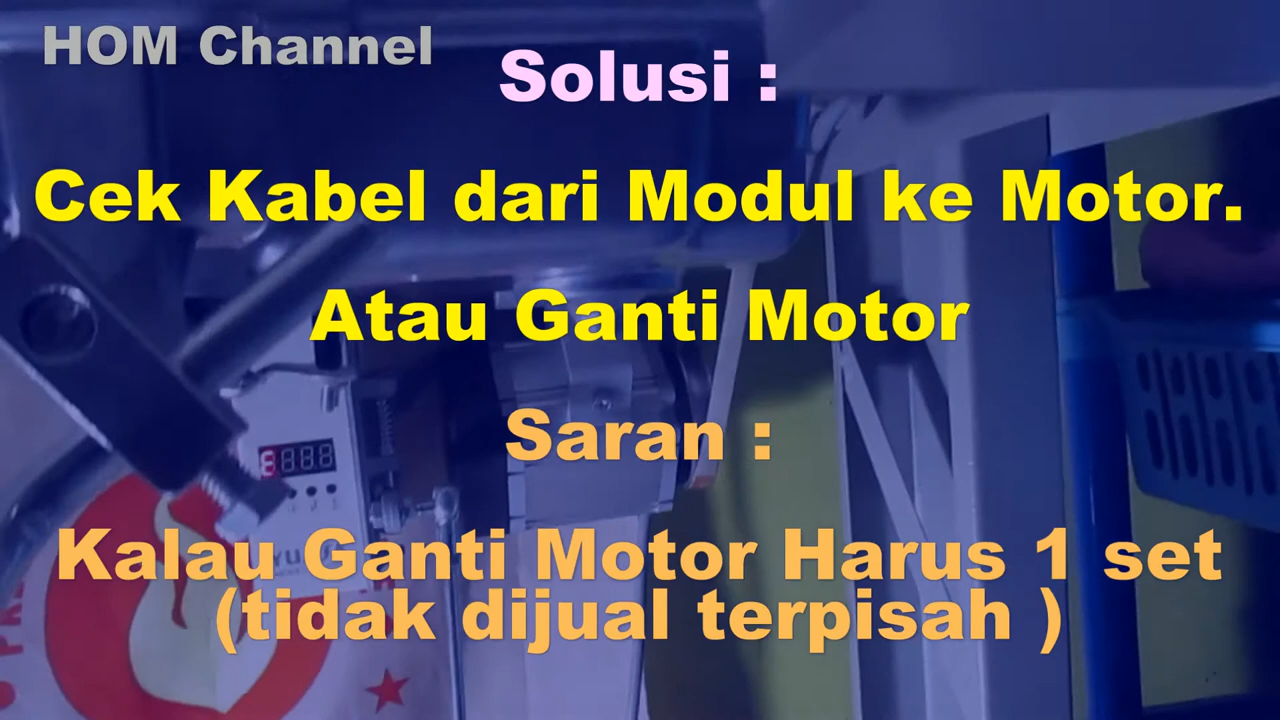 HOM Channel
Solusi :
Cek Kabel dari Modul ke Motor.
Atau Ganti Motor
Saran :
Kalau Ganti Motor Harus 1 set
(tidak dijual terpisah )